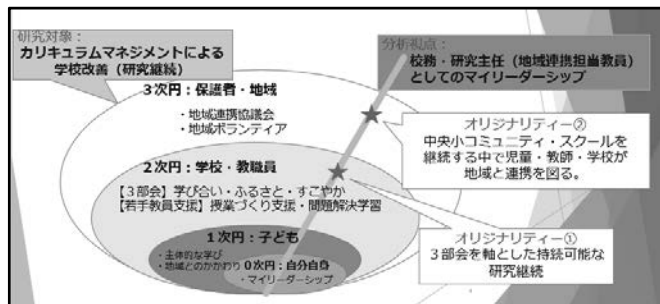 研究対象：
カリキュラムマネジメントによる
学校改善（研究継続）
分析視点：
校務・研究主任（地域連携担当教員）
としてのマイリーダーシップ
３次円：保護者・地域
・地域連携協議会
・地域ボランティア
オリジナリティー②
中央小コミュニティ・スクールを
継続する中で児童・教師・学校が
地域と連携を図る。
２次円：学校・教職員
【３部会】学び合い・ふるさと・すこやか
【若手教員支援】授業づくり支援・問題解決学習
１次円：子ども
・主体的な学び
・地域とのかかわり
０次円：自分自身
・マイリーダーシップ
オリジナリティー①
３部会を軸とした持続可能な
研究継続